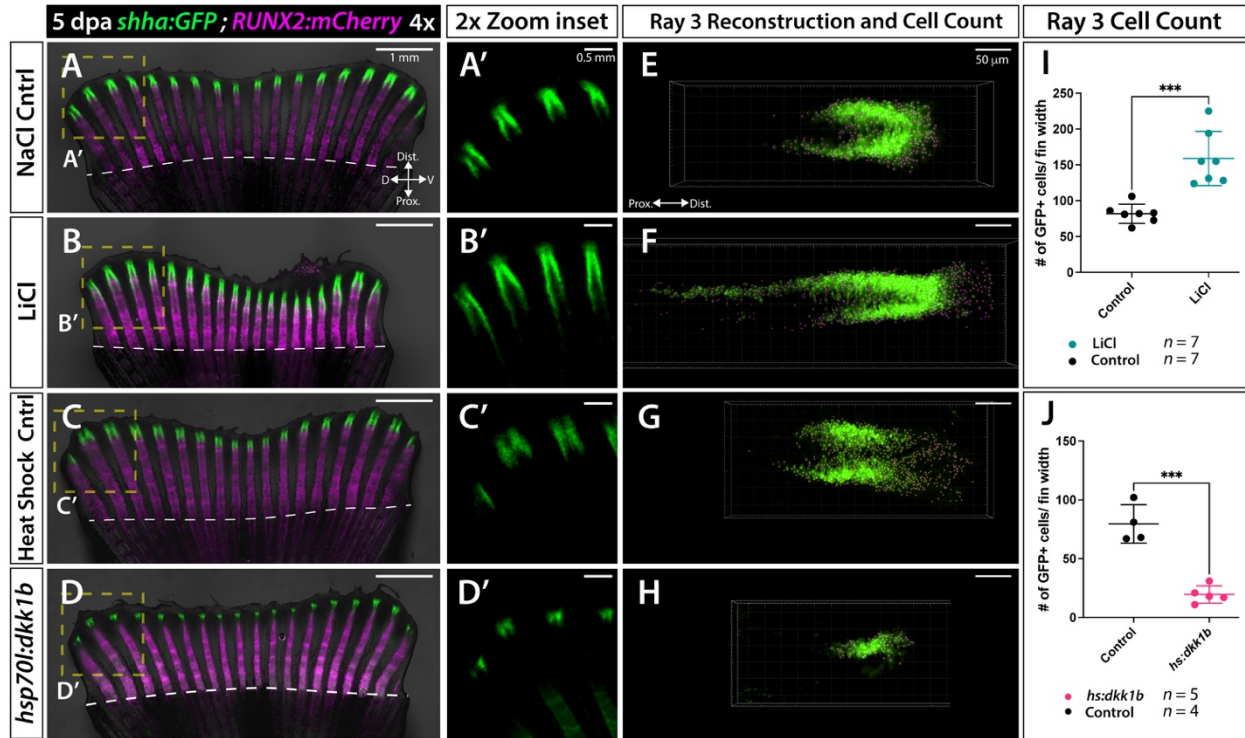 5 dpa shha:GFP ; RUNX2:mCherry 4x
2x Zoom inset
Ray 3 Reconstruction and Cell Count
Ray 3 Cell Count
NaCl Cntrl
A
1 mm
A’
Dist.
D V
Prox.
A’
0.5 mm
E
50 µm
Prox. Dist.
LiCl
B
B’
B’
F
Heat Shock Cntrl
C
C’
C’
G
hsp70l:dkk1b
D
D’
D’
H
I
# of GFP+ cells/ fin width
250
200
150
100
50
0
***
Control
LiCl
LiCl n = 7
Control n = 7
J
# of GFP+ cells/ fin width
150
100
50
0
***
Control
hs:dkk1b
hs:dkk1b n = 5
Control n = 4